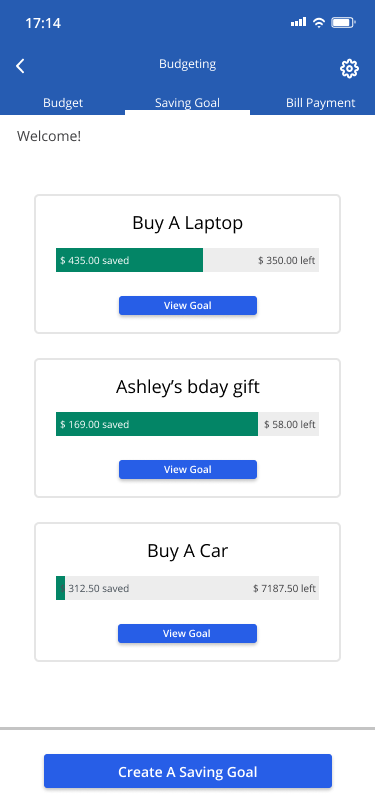 17:14
Budgeting
Budget Saving Goal Bill Payment
Welcome!
Buy A Laptop
$ 435.00 saved $ 350.00 left
View Goal
Ashley's bday gift
$ 169.00 saved $ 58.00 left
View Goal
Buy A Car
312.50 saved $ 7187.50 left
View Goal
Create A Saving Goal